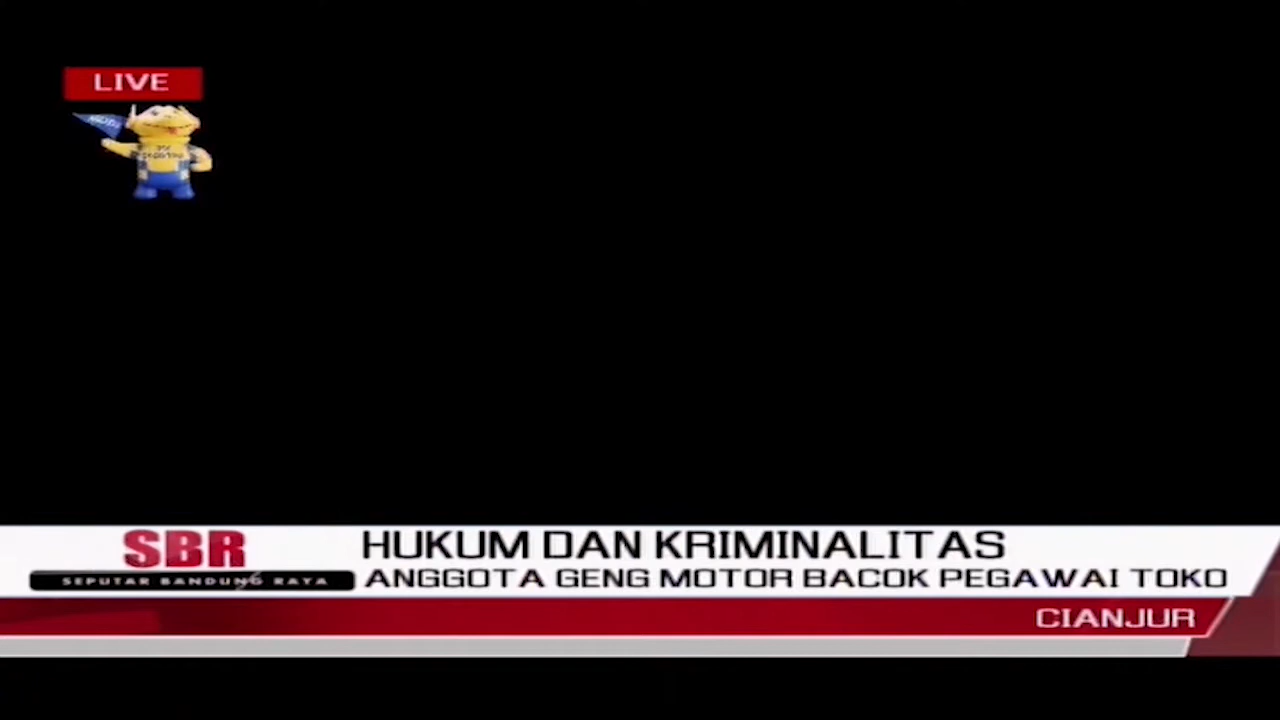 LIVE
SBR
SEPUTAR BANDUNG RAYA
HUKUM DAN KRIMINALITAS
ANGGOTA GENG MOTOR BACOK PEGAWAI TOKO
CIANJUR